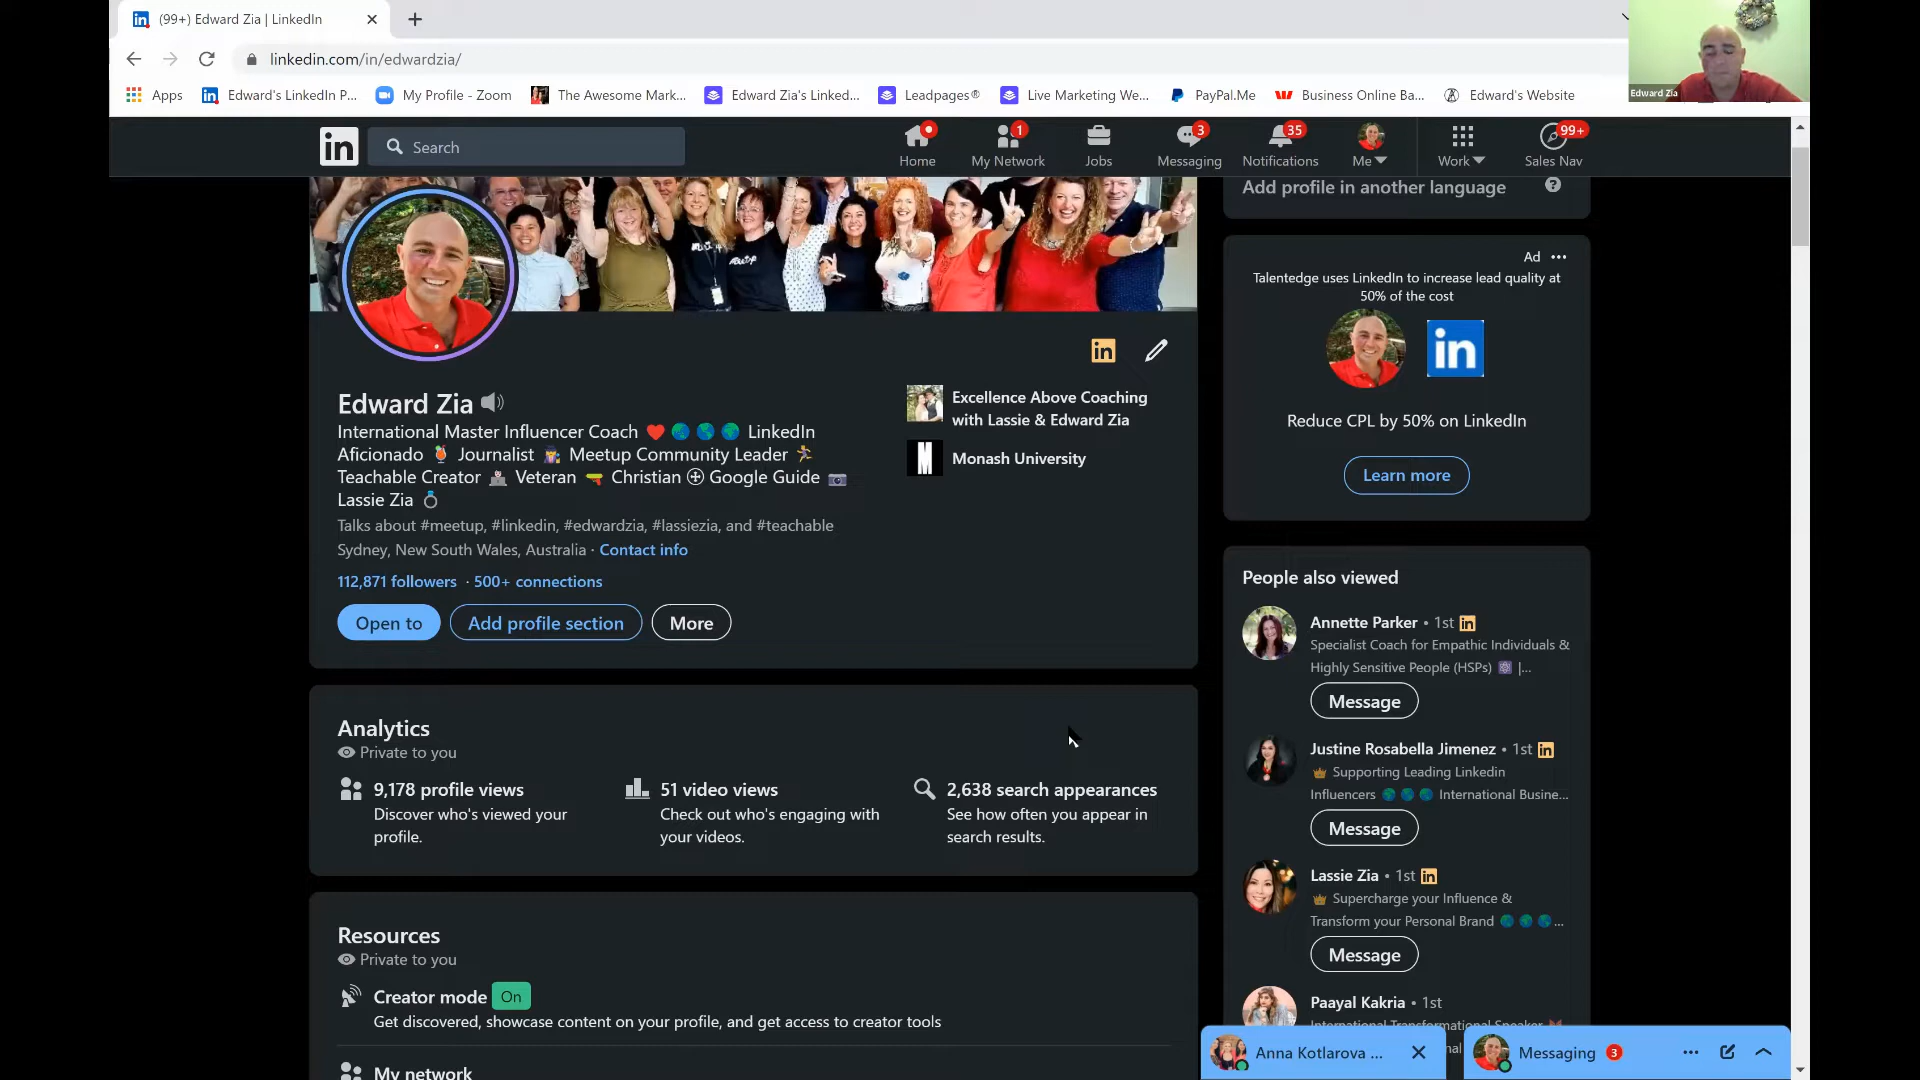 (99+) Edward Zia | LinkedIn
linkedin.com/in/edwardzia/
Apps
Edward's LinkedIn P...
My Profile - Zoom
The Awesome Mark...
Edward Zia's Linked...
Leadpages®
Live Marketing We...
PayPal.Me
Business Online Ba...
Edward's Website
Edward Zia
in
Search
Home
1
My Network
Jobs
3
Messaging
35
Notifications
Me
Work
99+
Sales Nav
Add profile in another language
Edward Zia
International Master Influencer Coach ❤️ 🌏 🌎 🌎 LinkedIn
Aficionado 🍹 Journalist 🕵️‍♀️ Meetup Community Leader 🏃
Teachable Creator 👨‍💻 Veteran 🔫 Christian ⊕ Google Guide 📷
Lassie Zia 💍
Talks about #meetup, #linkedin, #edwardzia, #lassiezia, and #teachable
Sydney, New South Wales, Australia · Contact info
112,871 followers · 500+ connections
Open to
Add profile section
More
in
Excellence Above Coaching
with Lassie & Edward Zia
Monash University
Analytics
Private to you
9,178 profile views
Discover who's viewed your
profile.
51 video views
Check out who's engaging with
your videos.
2,638 search appearances
See how often you appear in
search results.
Resources
Private to you
Creator mode On
Get discovered, showcase content on your profile, and get access to creator tools
My network
Ad
Talentedge uses LinkedIn to increase lead quality at
50% of the cost
in
Reduce CPL by 50% on LinkedIn
Learn more
People also viewed
Annette Parker • 1st in
Specialist Coach for Empathic Individuals &
Highly Sensitive People (HSPs) ⚛️ |...
Message
Justine Rosabella Jimenez • 1st in
👑 Supporting Leading Linkedin
Influencers 🌏 🌏 🌏 International Busine...
Message
Lassie Zia • 1st in
👑 Supercharge your Influence &
Transform your Personal Brand 🌏 🌍 🌏 ...
Message
Paayal Kakria • 1st
International Transformational Speaker
Anna Kotlarova ...
Messaging 3